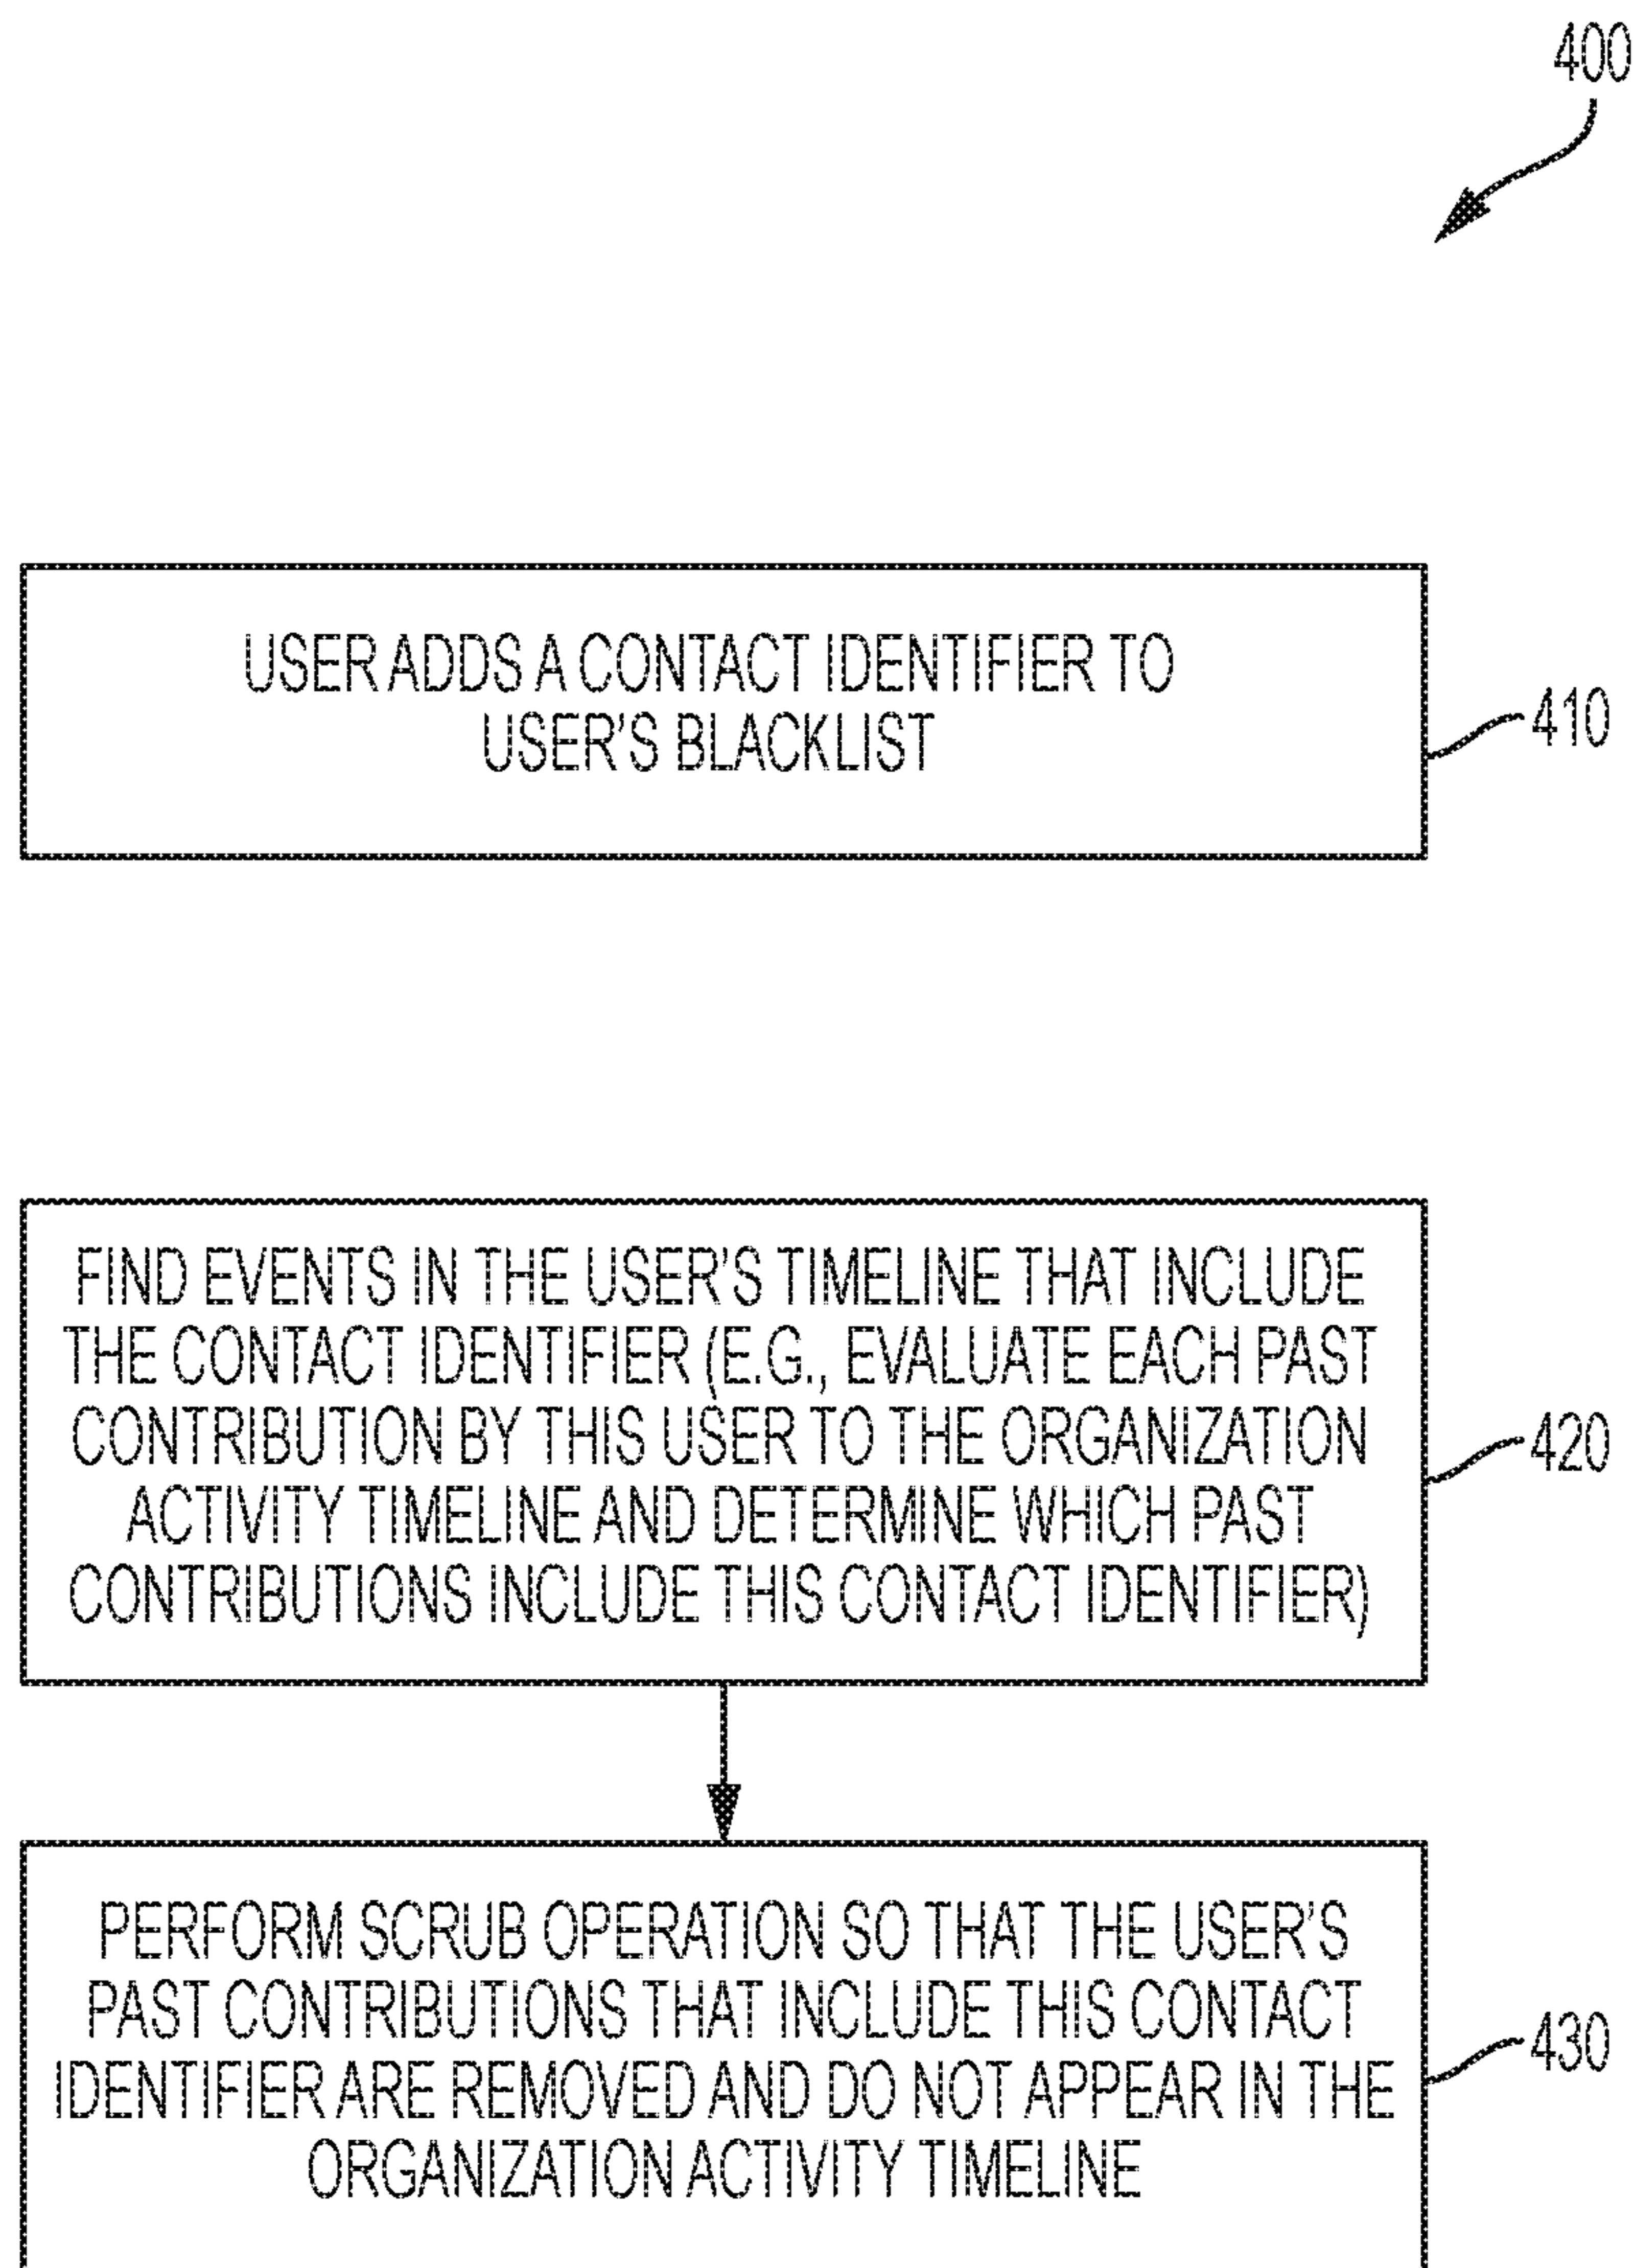 400
USER ADDS A CONTACT IDENTIFIER TO
USER'S BLACKLIST
410
FIND EVENTS IN THE USER'S TIMELINE THAT INCLUDE
THE CONTACT IDENTIFIER (E.G., EVALUATE EACH PAST
CONTRIBUTION BY THIS USER TO THE ORGANIZATION
ACTIVITY TIMELINE AND DETERMINE WHICH PAST
CONTRIBUTIONS INCLUDE THIS CONTACT IDENTIFIER)
420
PERFORM SCRUB OPERATION SO THAT THE USER'S
PAST CONTRIBUTIONS THAT INCLUDE THIS CONTACT
IDENTIFIER ARE REMOVED AND DO NOT APPEAR IN THE
ORGANIZATION ACTIVITY TIMELINE
430